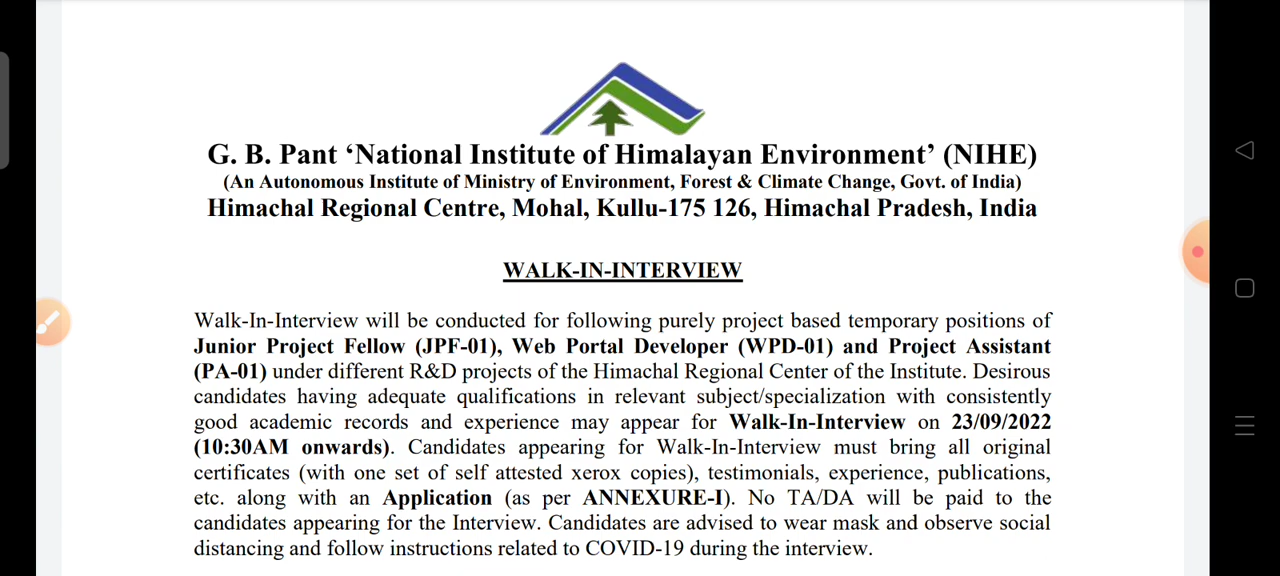 G. B. Pant ‘National Institute of Himalayan Environment’ (NIHE)
(An Autonomous Institute of Ministry of Environment, Forest & Climate Change, Govt. of India)
Himachal Regional Centre, Mohal, Kullu-175 126, Himachal Pradesh, India
WALK-IN-INTERVIEW
Walk-In-Interview will be conducted for following purely project based temporary positions of
Junior Project Fellow (JPF-01), Web Portal Developer (WPD-01) and Project Assistant
(PA-01) under different R&D projects of the Himachal Regional Center of the Institute. Desirous
candidates having adequate qualifications in relevant subject/specialization with consistently
good academic records and experience may appear for Walk-In-Interview on 23/09/2022
(10:30AM onwards). Candidates appearing for Walk-In-Interview must bring all original
certificates (with one set of self attested xerox copies), testimonials, experience, publications,
etc. along with an Application (as per ANNEXURE-I). No TA/DA will be paid to the
candidates appearing for the Interview. Candidates are advised to wear mask and observe social
distancing and follow instructions related to COVID-19 during the interview.